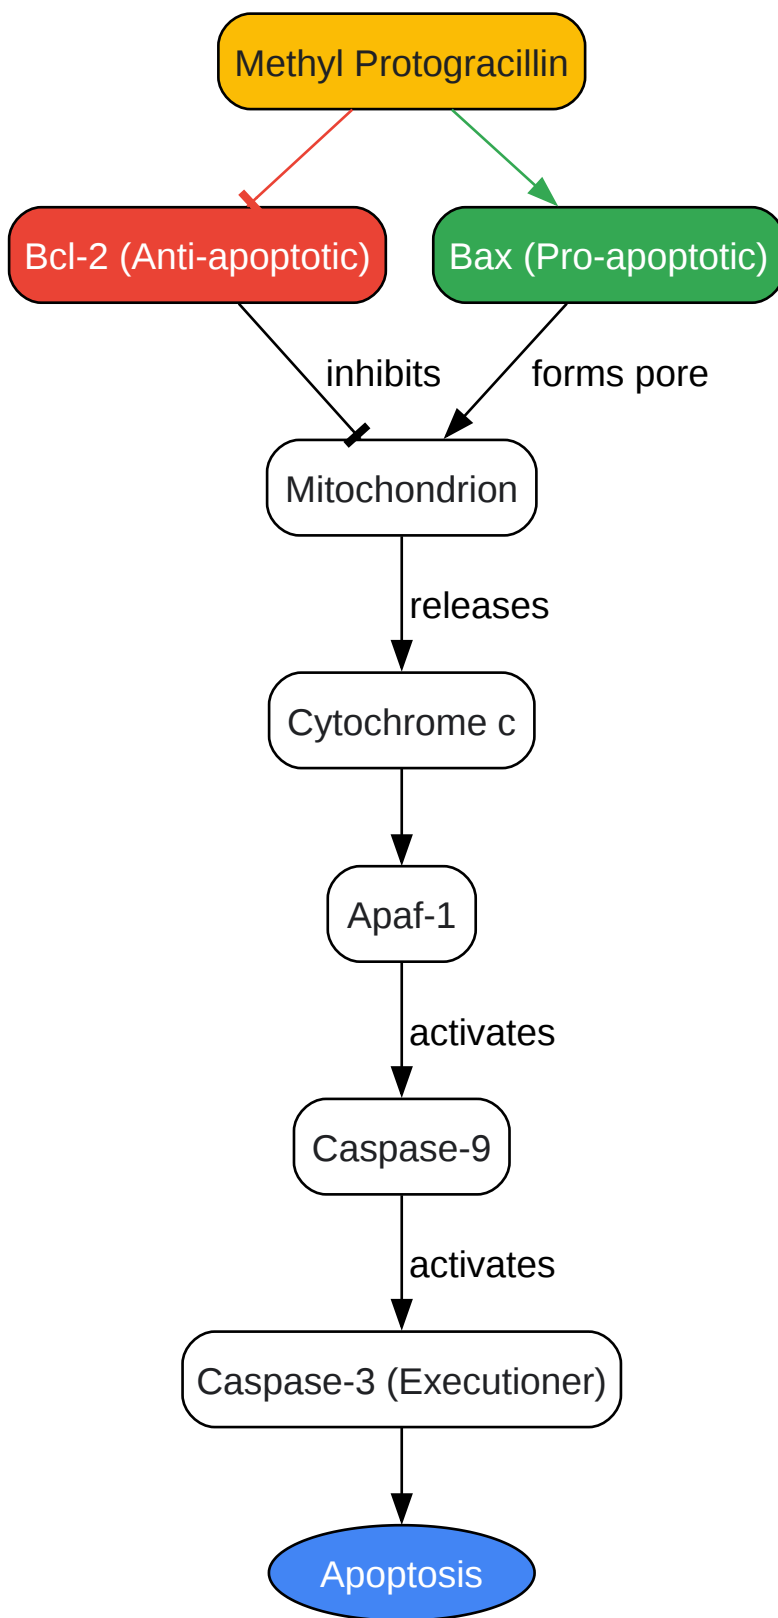 Methyl Protogracillin
Bcl-2 (Anti-apoptotic)
Bax (Pro-apoptotic)
inhibits
forms pore
Mitochondrion
releases
Cytochrome c
Apaf-1
activates
Caspase-9
activates
Caspase-3 (Executioner)
Apoptosis